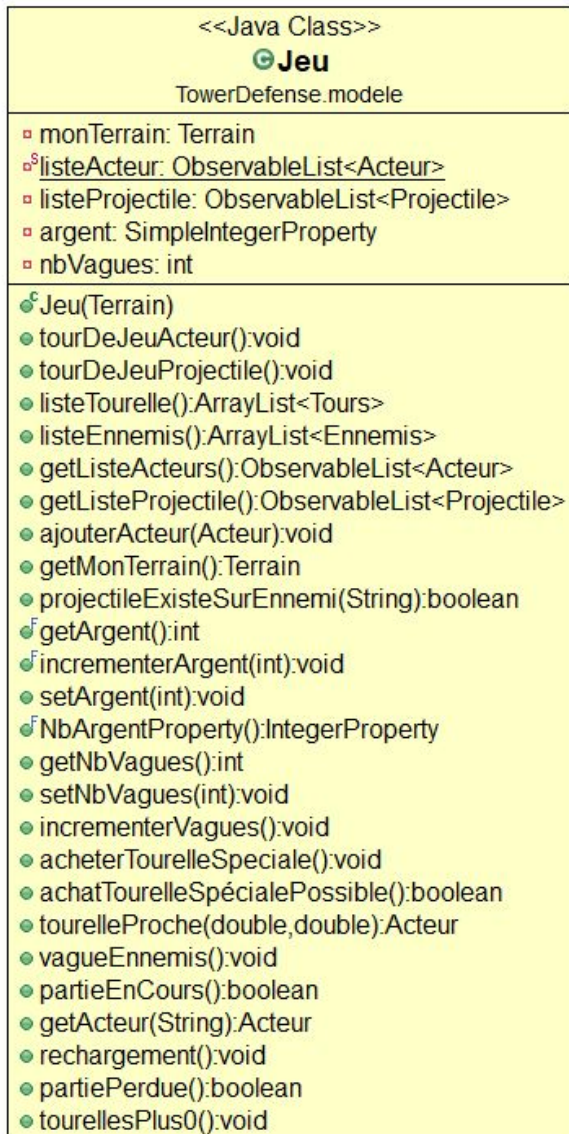 <<Java Class>>
Jeu
TowerDefense.modele
monTerrain: Terrain
listeActeur: ObservableList<Acteur>
listeProjectile: ObservableList<Projectile>
argent: SimpleIntegerProperty
nbVagues: int
Jeu(Terrain)
tourDeJeuActeur():void
tourDeJeuProjectile():void
listeTourelle():ArrayList<Tours>
listeEnnemis():ArrayList<Ennemis>
getListeActeurs():ObservableList<Acteur>
getListeProjectile():ObservableList<Projectile>
ajouterActeur(Acteur):void
getMonTerrain():Terrain
projectileExisteSurEnnemi(String):boolean
getArgent():int
incrementerArgent(int):void
setArgent(int):void
NbArgentProperty():IntegerProperty
getNbVagues():int
setNbVagues(int):void
incrementerVagues():void
acheterTourelleSpeciale():void
achatTourelleSpécialePossible():boolean
tourelleProche(double,double):Acteur
vagueEnnemis():void
partieEnCours():boolean
getActeur(String):Acteur
rechargement():void
partiePerdue():boolean
tourellesPlus0():void